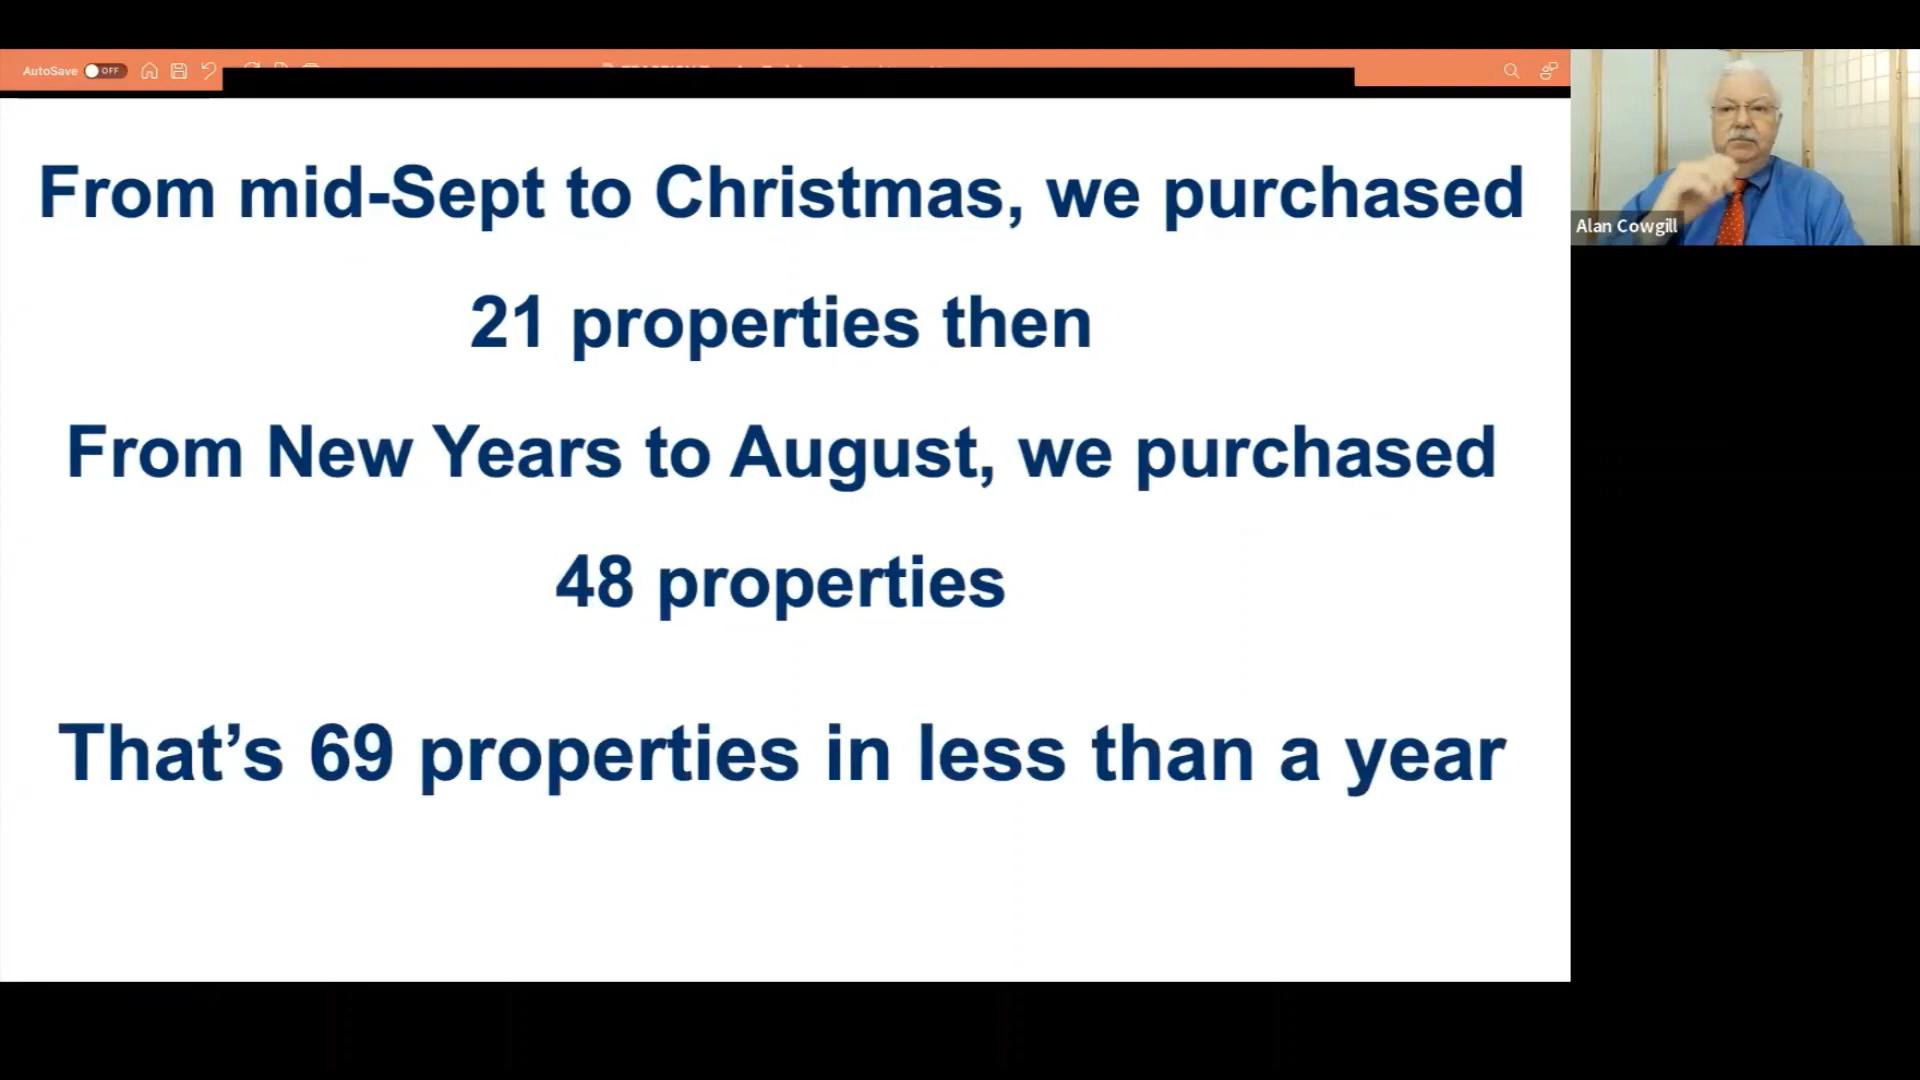 AutoSave OFF
From mid-Sept to Christmas, we purchased
21 properties then
From New Years to August, we purchased
48 properties
That’s 69 properties in less than a year
Alan Cowgill